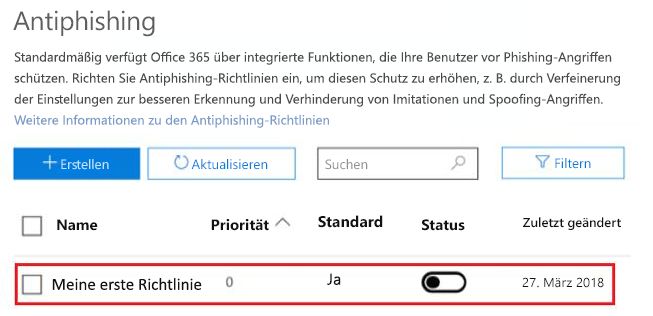 Antiphishing
Standardmäßig verfügt Office 365 über integrierte Funktionen, die Ihre Benutzer vor Phishing-Angriffen
schützen. Richten Sie Antiphishing-Richtlinien ein, um diesen Schutz zu erhöhen, z. B. durch Verfeinerung
der Einstellungen zur besseren Erkennung und Verhinderung von Imitationen und Spoofing-Angriffen.
Weitere Informationen zu den Antiphishing-Richtlinien
+ Erstellen Aktualisieren Suchen Filtern
Name Priorität Standard Status Zuletzt geändert
Meine erste Richtlinie 0 Ja 27. März 2018